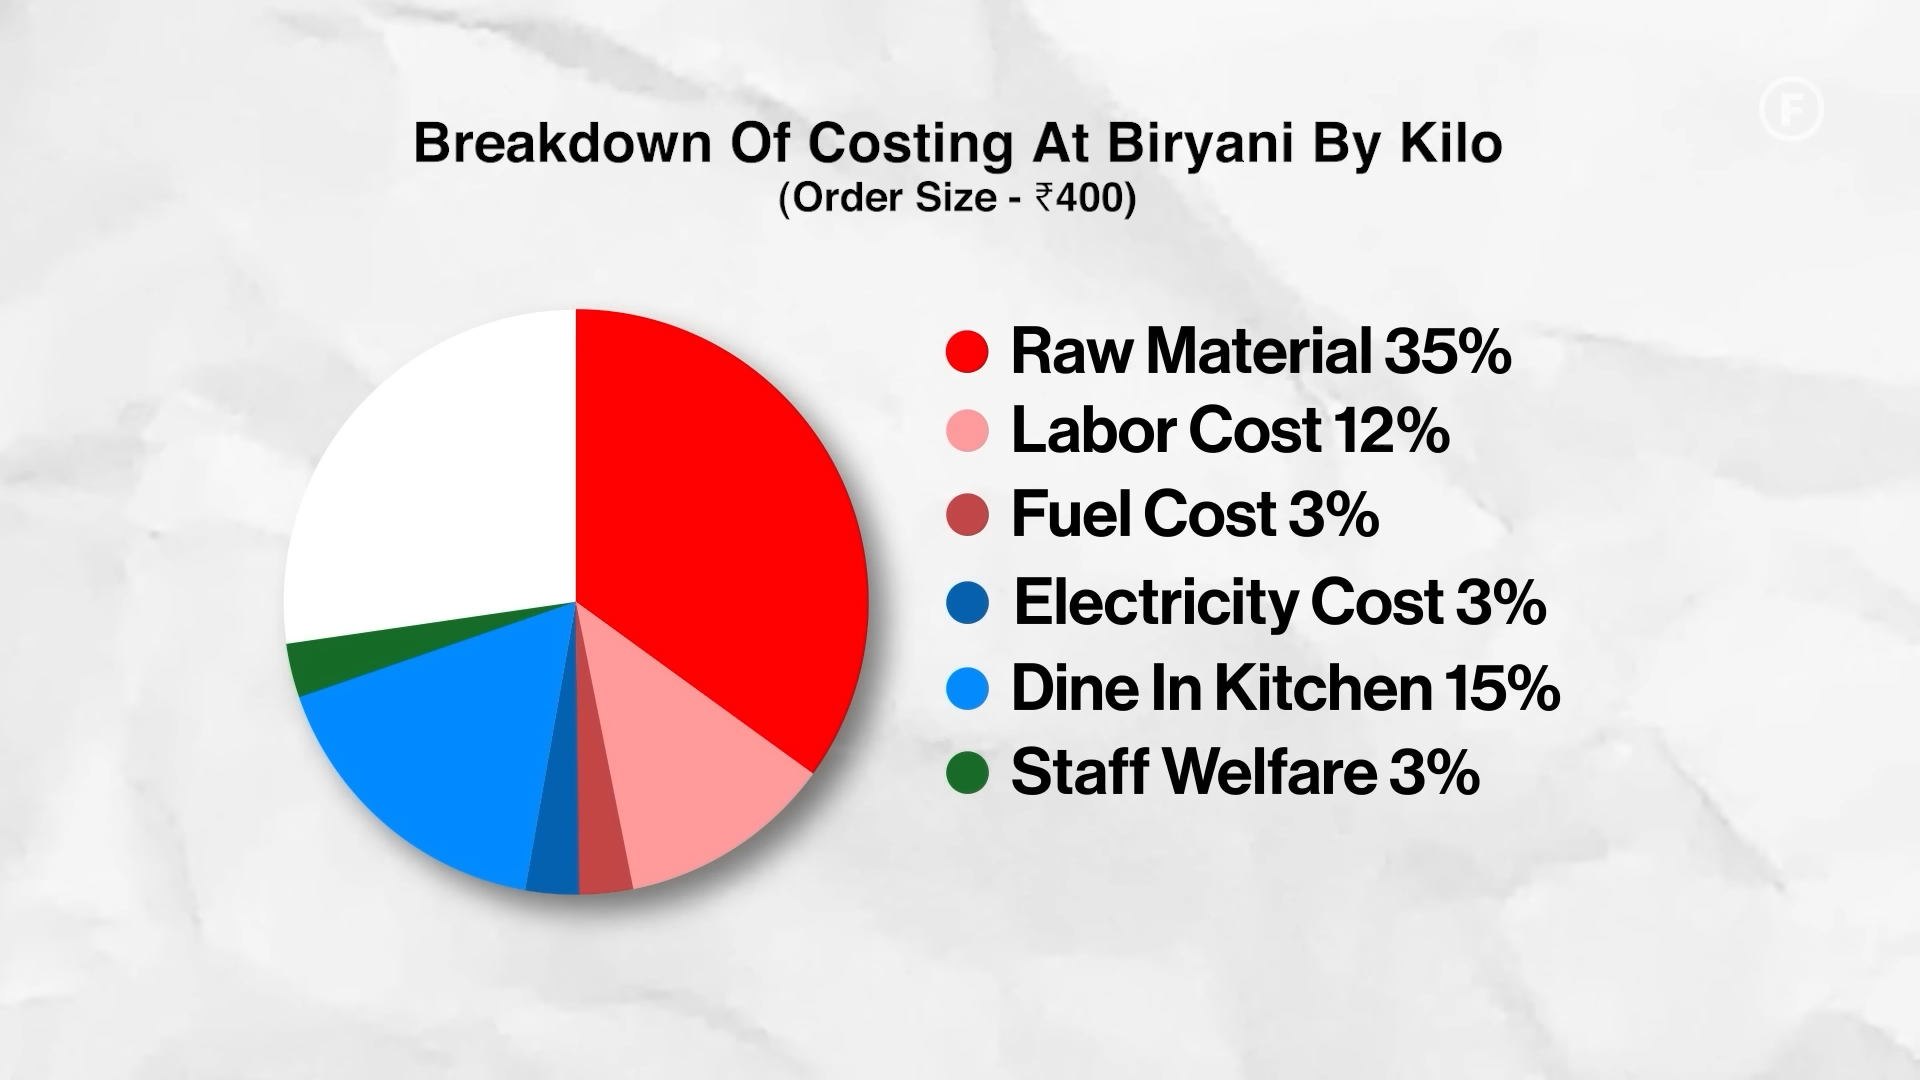 F
Breakdown Of Costing At Biryani By Kilo
(Order Size - ₹400)
Raw Material 35%
Labor Cost 12%
Fuel Cost 3%
Electricity Cost 3%
Dine In Kitchen 15%
Staff Welfare 3%